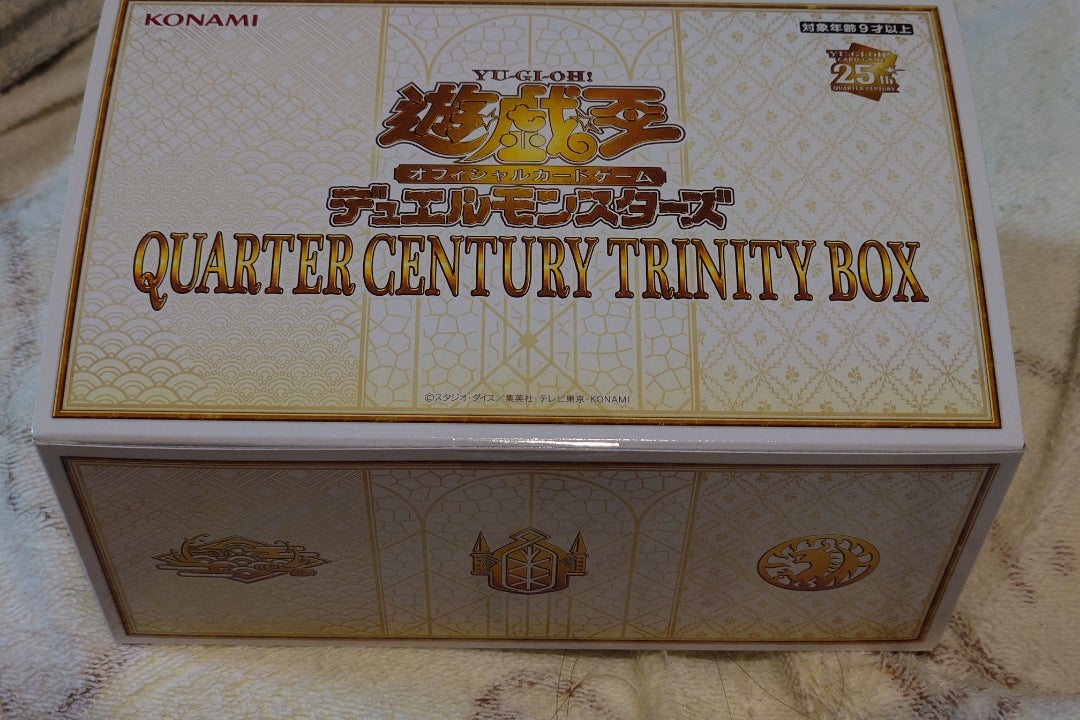 KONAMI
対象年齢9才以上
YU-GI-OH!
CARD GAME
25th
QUARTER CENTURY
YU-GI-OH!
遊戯王
オフィシャルカードゲーム
デュエルモンスターズ
QUARTER CENTURY TRINITY BOX
©スタジオ・ダイス／集英社・テレビ東京・KONAMI